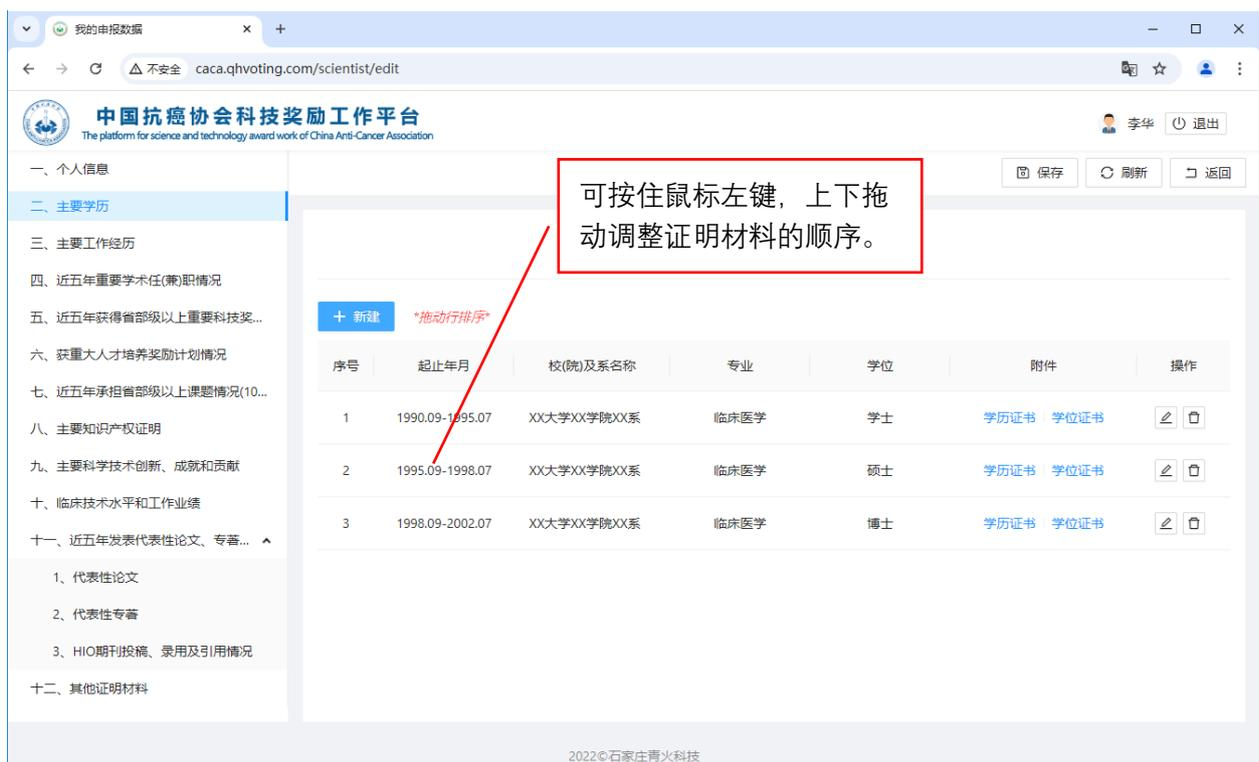 我的申报数据
不安全 caca.qhvoting.com/scientist/edit
中国抗癌协会科技奖励工作平台
The platform for science and technology award work of China Anti-Cancer Association
李华 退出
一、个人信息
二、主要学历
三、主要工作经历
四、近五年重要学术任(兼)职情况
五、近五年获得省部级以上重要科技奖...
六、获重大人才培养奖励计划情况
七、近五年承担省部级以上课题情况(10...
八、主要知识产权证明
九、主要科学技术创新、成就和贡献
十、临床技术水平和工作业绩
十一、近五年发表代表性论文、专著...
1、代表性论文
2、代表性专著
3、HIO期刊投稿、录用及引用情况
十二、其他证明材料
保存 刷新 返回
可按住鼠标左键，上下拖
动调整证明材料的顺序。
+ 新建 *拖动行排序*
序号 起止年月 校(院)及系名称 专业 学位 附件 操作
1 1990.09-1995.07 XX大学XX学院XX系 临床医学 学士 学历证书 学位证书
2 1995.09-1998.07 XX大学XX学院XX系 临床医学 硕士 学历证书 学位证书
3 1998.09-2002.07 XX大学XX学院XX系 临床医学 博士 学历证书 学位证书
2022©石家庄青火科技